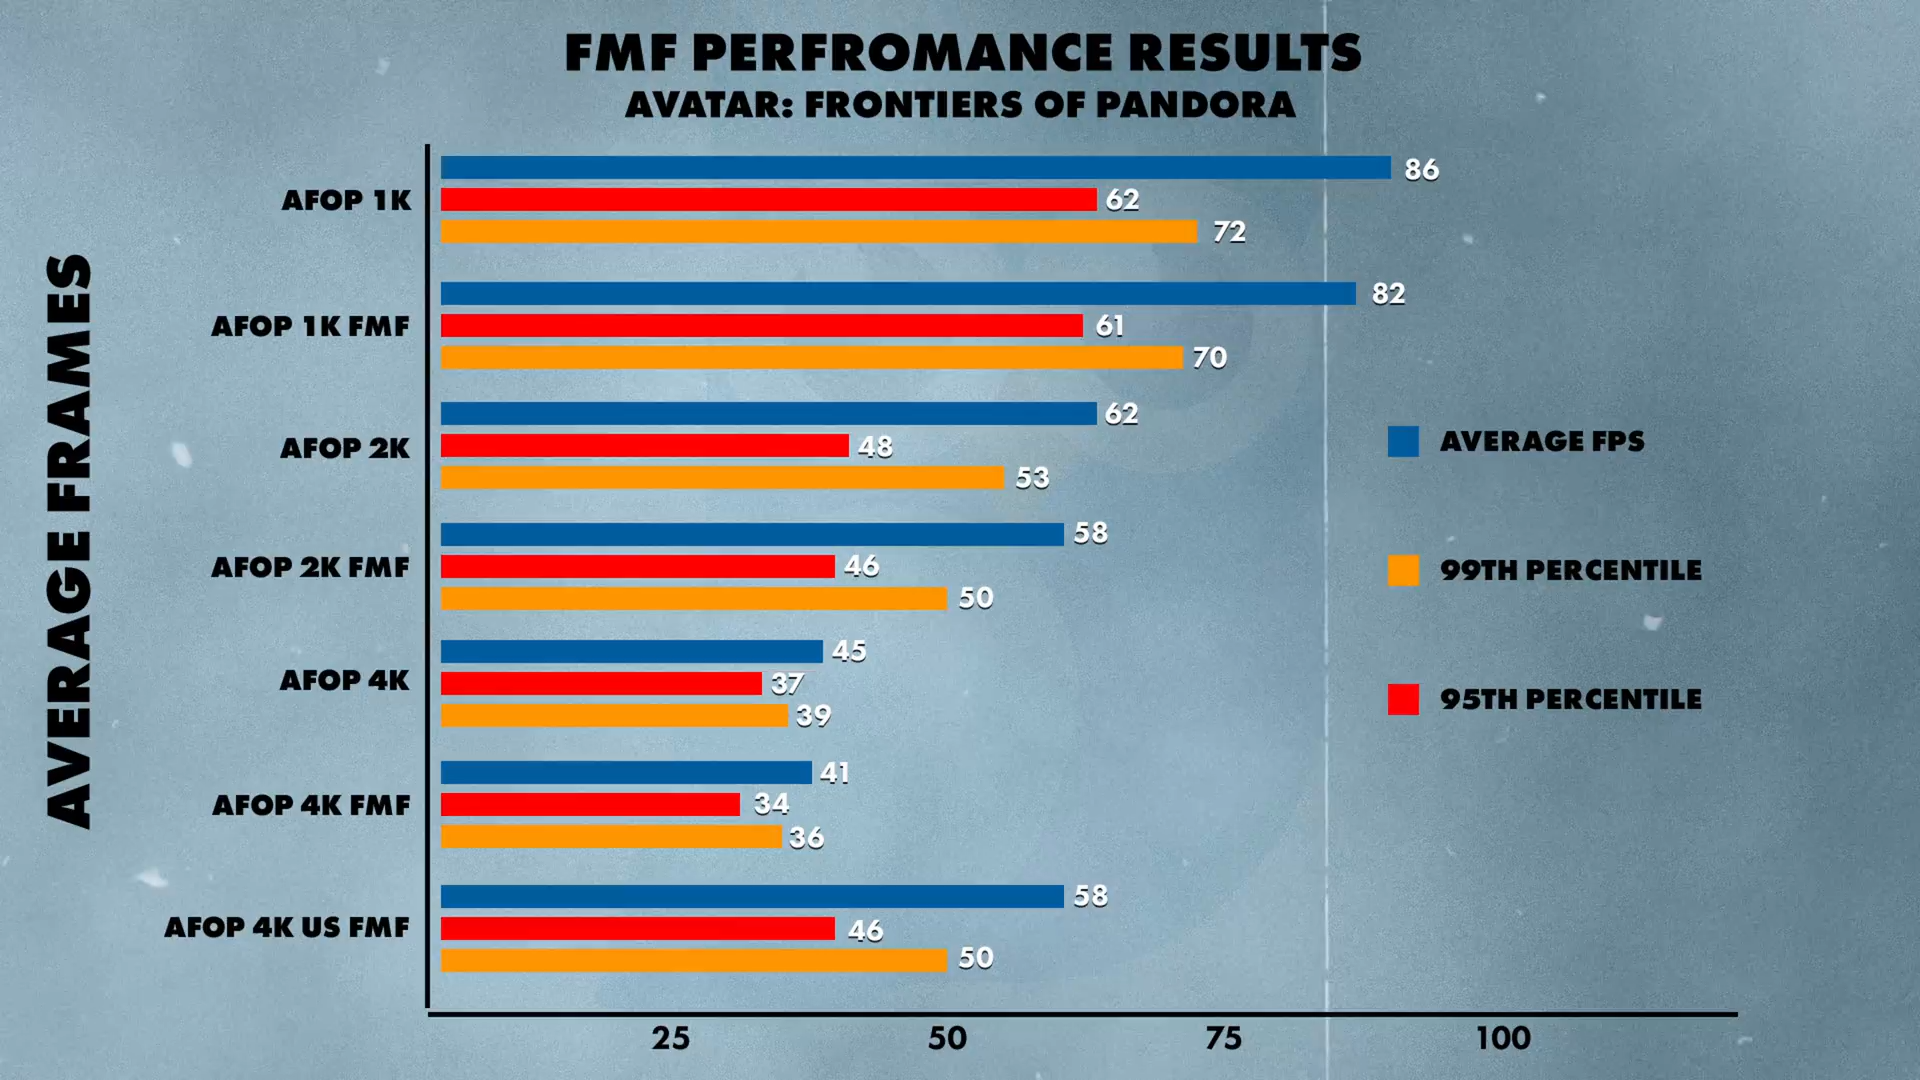 FMF PERFROMANCE RESULTS
AVATAR: FRONTIERS OF PANDORA
AVERAGE FRAMES
AFOP 1K
86
62
72
AFOP 1K FMF
82
61
70
AFOP 2K
62
48
53
AFOP 2K FMF
58
46
50
AFOP 4K
45
37
39
AFOP 4K FMF
41
34
36
AFOP 4K US FMF
58
46
50
AVERAGE FPS
99TH PERCENTILE
95TH PERCENTILE
25 50 75 100